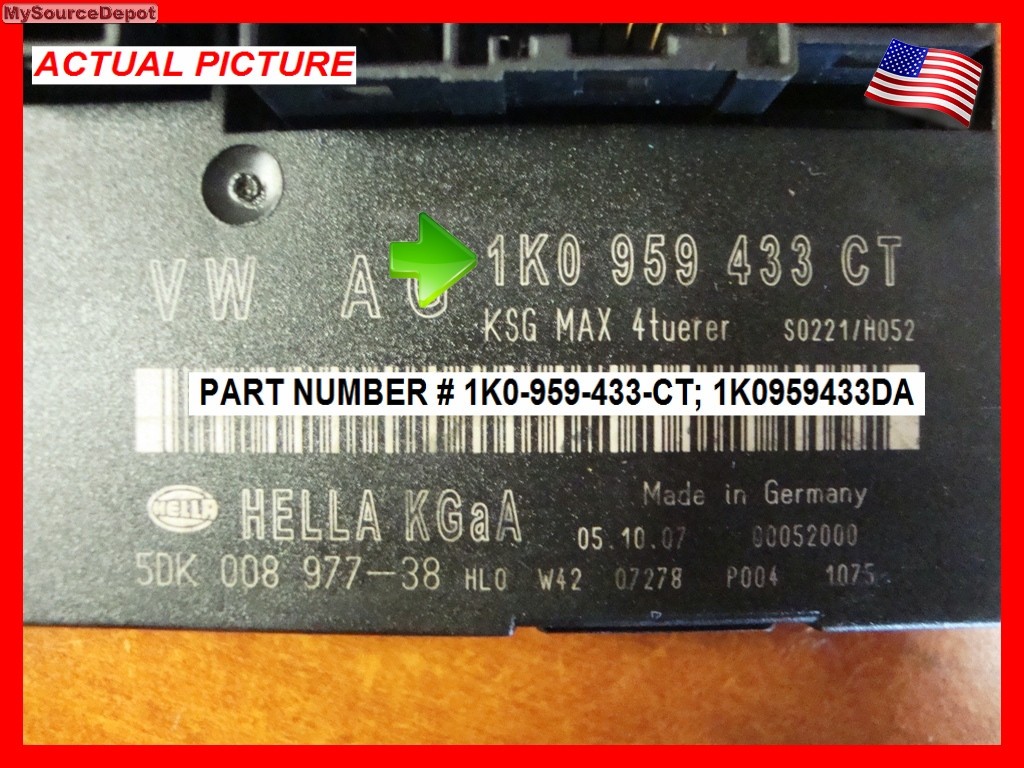 MySourceDepot
ACTUAL PICTURE
VW AG 1K0 959 433 CT
KSG MAX 4tuerer S0221/H052
PART NUMBER # 1K0-959-433-CT; 1K0959433DA
HELLA HELLA KGaA
Made in Germany
05.10.07 00052000
5DK 008 977-38 HL0 W42 07278 P004 1075